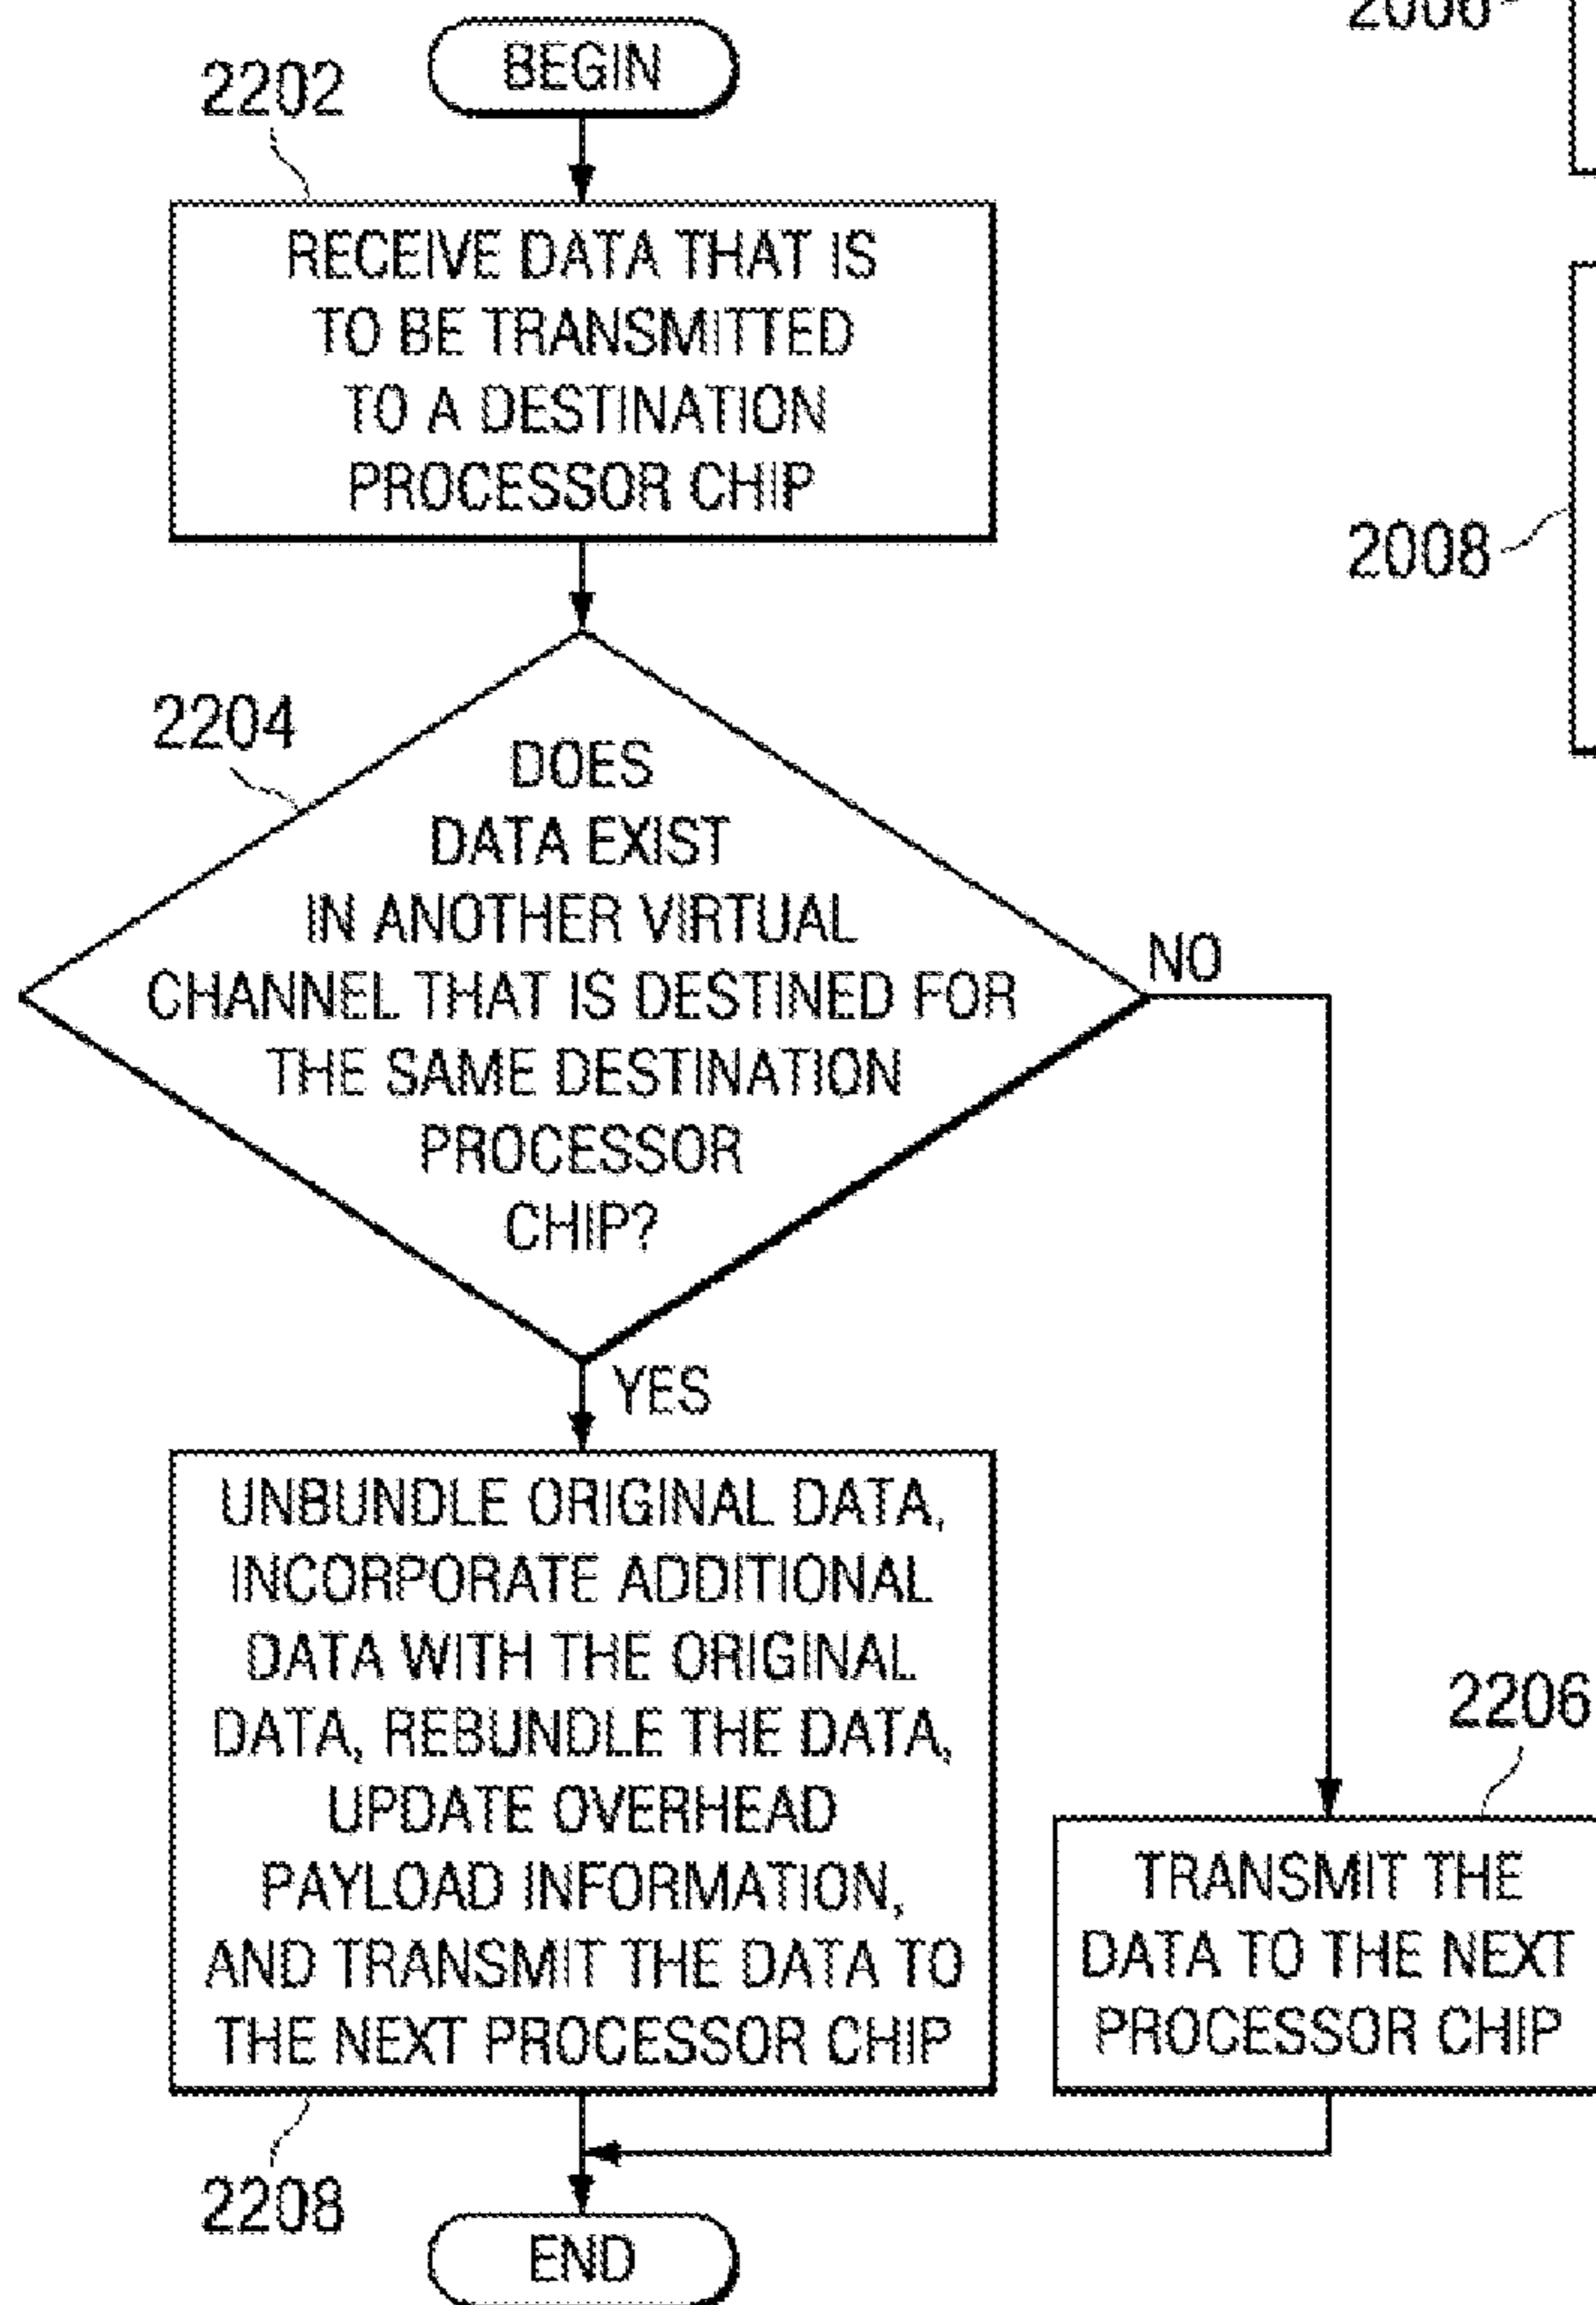 2006
BEGIN
2202
RECEIVE DATA THAT IS
TO BE TRANSMITTED
TO A DESTINATION
PROCESSOR CHIP
2008
2204
DOES
DATA EXIST
IN ANOTHER VIRTUAL
CHANNEL THAT IS DESTINED FOR
THE SAME DESTINATION
PROCESSOR
CHIP?
NO
YES
UNBUNDLE ORIGINAL DATA,
INCORPORATE ADDITIONAL
DATA WITH THE ORIGINAL
DATA, REBUNDLE THE DATA,
UPDATE OVERHEAD
PAYLOAD INFORMATION,
AND TRANSMIT THE DATA TO
THE NEXT PROCESSOR CHIP
2206
TRANSMIT THE
DATA TO THE NEXT
PROCESSOR CHIP
2208
END